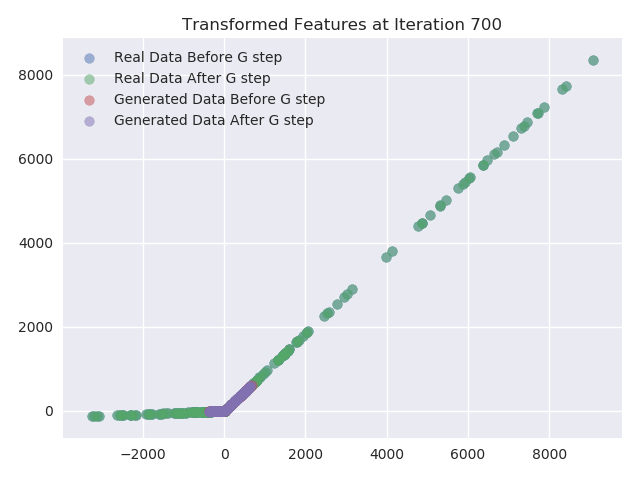 Transformed Features at Iteration 700
Real Data Before G step
Real Data After G step
Generated Data Before G step
Generated Data After G step
8000
6000
4000
2000
0
−2000 0 2000 4000 6000 8000